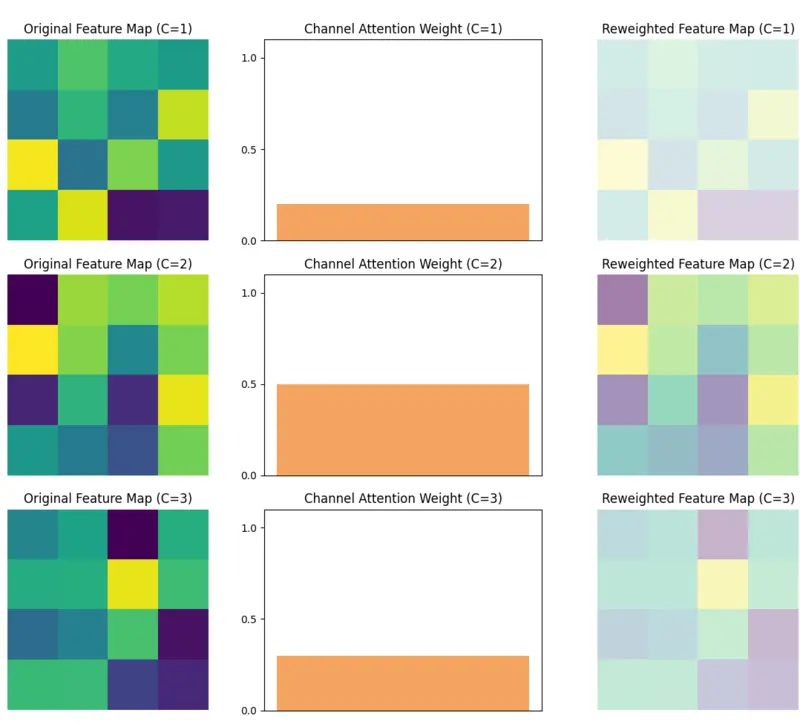 Original Feature Map (C=1)
Channel Attention Weight (C=1)
Reweighted Feature Map (C=1)
1.0
0.5
0.0
Original Feature Map (C=2)
Channel Attention Weight (C=2)
Reweighted Feature Map (C=2)
1.0
0.5
0.0
Original Feature Map (C=3)
Channel Attention Weight (C=3)
Reweighted Feature Map (C=3)
1.0
0.5
0.0